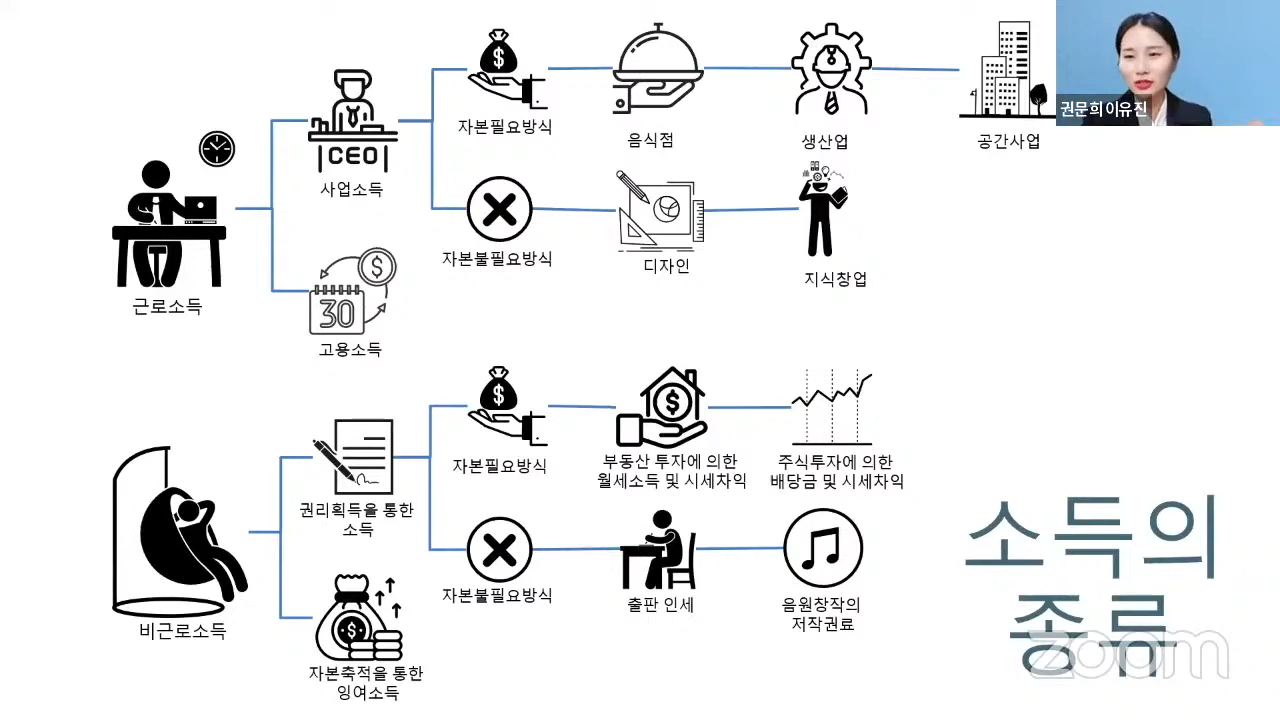 권문희 이유진
자본필요방식
음식점
생산업
공간사업
CEO
사업소득
자본불필요방식
디자인
지식창업
근로소득
30
고용소득
자본필요방식
부동산 투자에 의한
월세소득 및 시세차익
주식투자에 의한
배당금 및 시세차익
권리획득을 통한
소득
자본불필요방식
출판 인세
음원창작의
저작권료
비근로소득
자본축적을 통한
잉여소득
소득의
종류
zoom